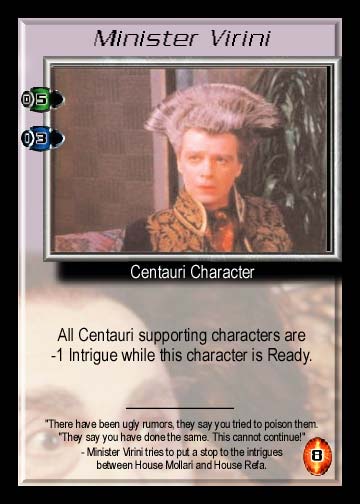 Minister Virini
5
3
Centauri Character
All Centauri supporting characters are
-1 Intrigue while this character is Ready.
"There have been ugly rumors, they say you tried to poison them.
"They say you have done the same. This cannot continue!"
- Minister Virini tries to put a stop to the intrigues
between House Mollari and House Refa.
8